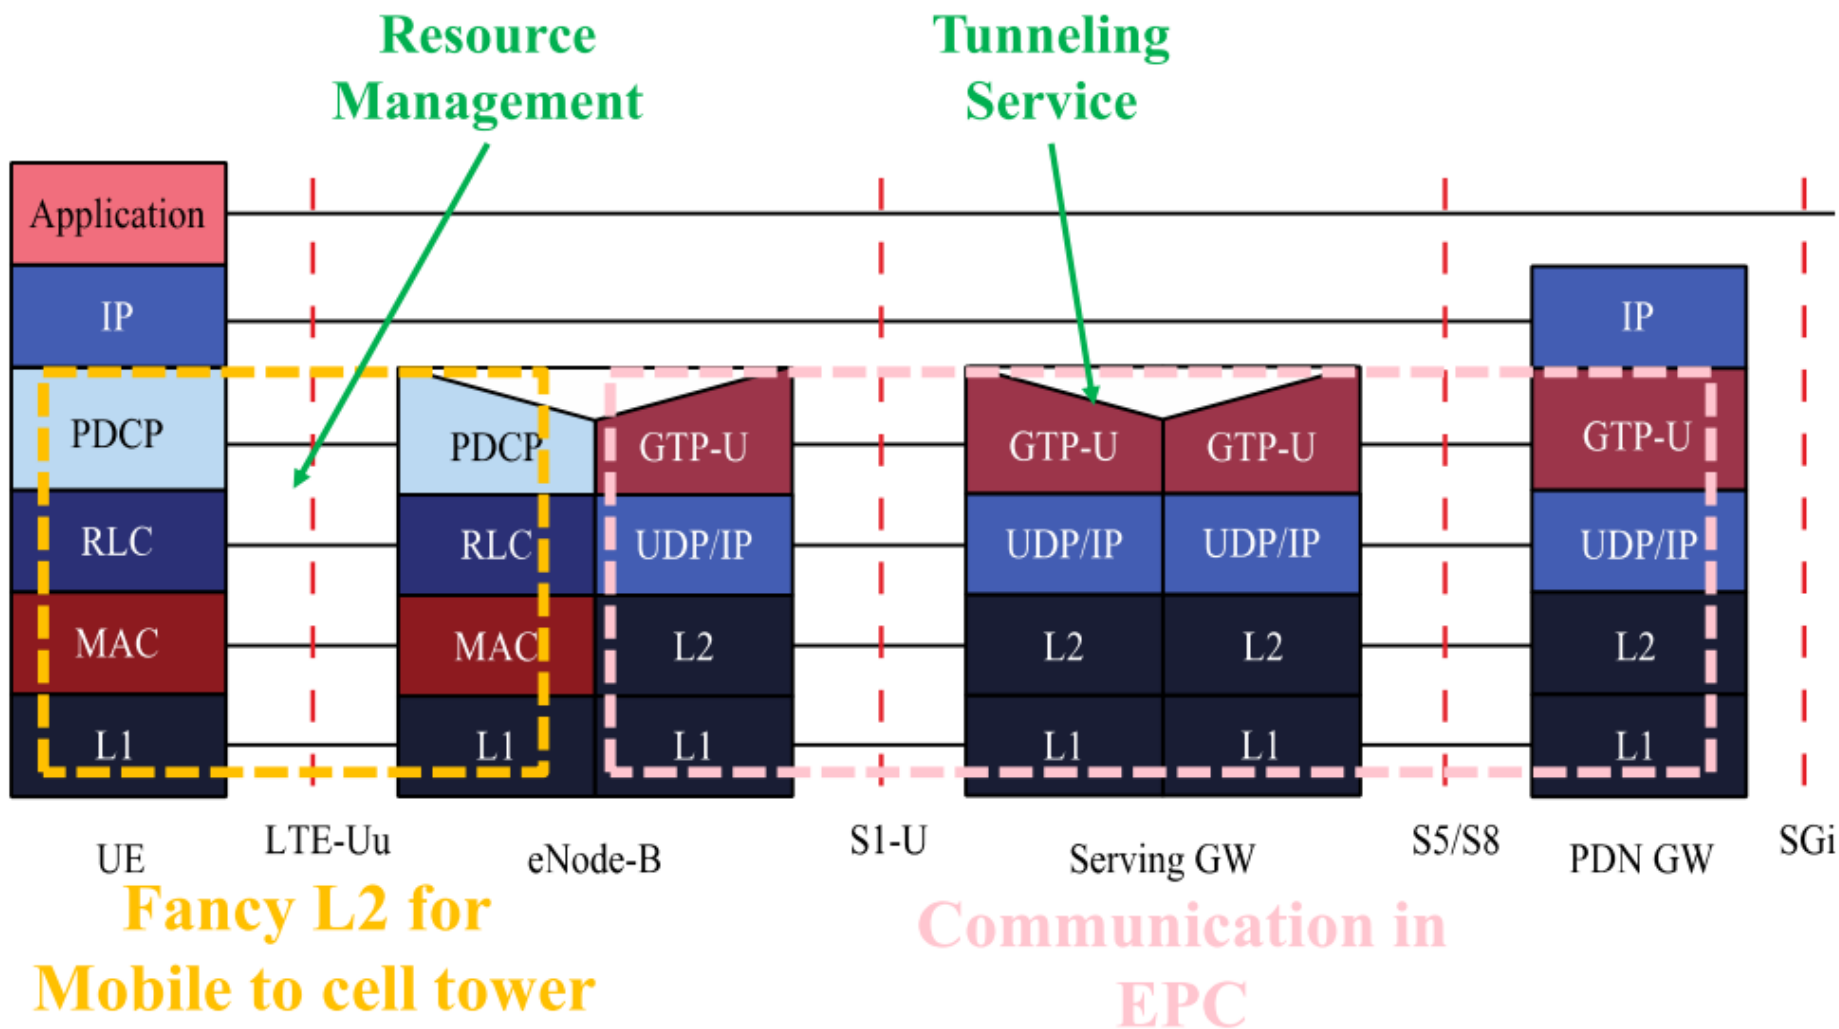 Resource
Management
Tunneling
Service
Application
IP
IP
PDCP
PDCP
GTP-U
GTP-U
GTP-U
GTP-U
RLC
RLC
UDP/IP
UDP/IP
UDP/IP
UDP/IP
MAC
MAC
L2
L2
L2
L2
L1
L1
L1
L1
L1
L1
UE
LTE-Uu
eNode-B
S1-U
Serving GW
S5/S8
PDN GW
SGi
Fancy L2 for
Mobile to cell tower
Communication in
EPC